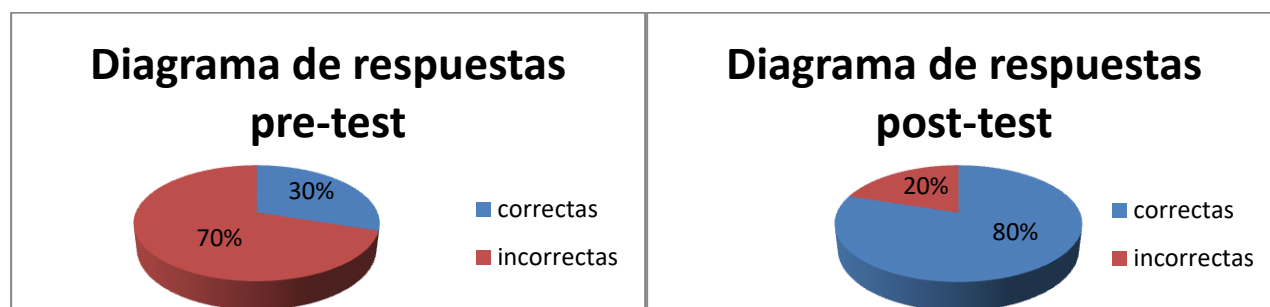 Diagrama de respuestas
pre-test
30%
70%
correctas
incorrectas
Diagrama de respuestas
post-test
20%
80%
correctas
incorrectas